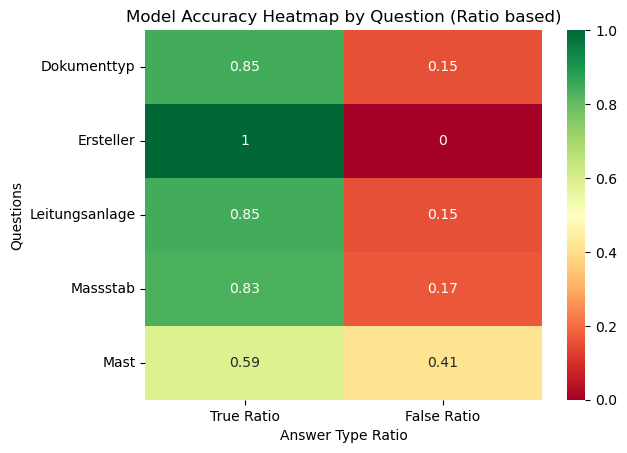 Model Accuracy Heatmap by Question (Ratio based)
Questions
Dokumenttyp 0.85 0.15
Ersteller 1 0
Leitungsanlage 0.85 0.15
Massstab 0.83 0.17
Mast 0.59 0.41
True Ratio False Ratio
Answer Type Ratio
1.0
0.8
0.6
0.4
0.2
0.0